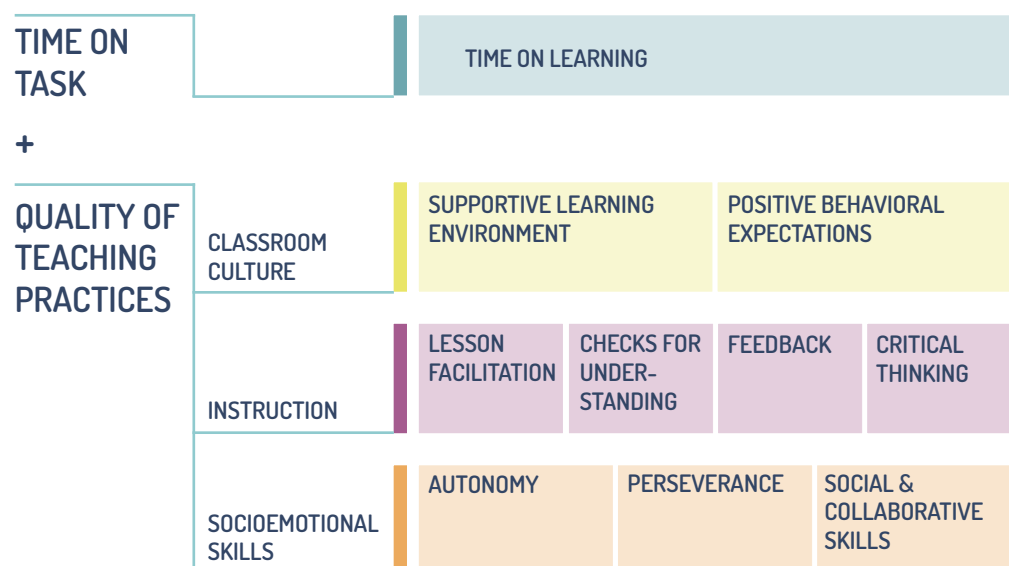 TIME ON
TASK
TIME ON LEARNING
+
QUALITY OF
TEACHING
PRACTICES
CLASSROOM
CULTURE
SUPPORTIVE LEARNING
ENVIRONMENT
POSITIVE BEHAVIORAL
EXPECTATIONS
INSTRUCTION
LESSON
FACILITATION
CHECKS FOR
UNDER-
STANDING
FEEDBACK
CRITICAL
THINKING
SOCIOEMOTIONAL
SKILLS
AUTONOMY
PERSEVERANCE
SOCIAL &
COLLABORATIVE
SKILLS